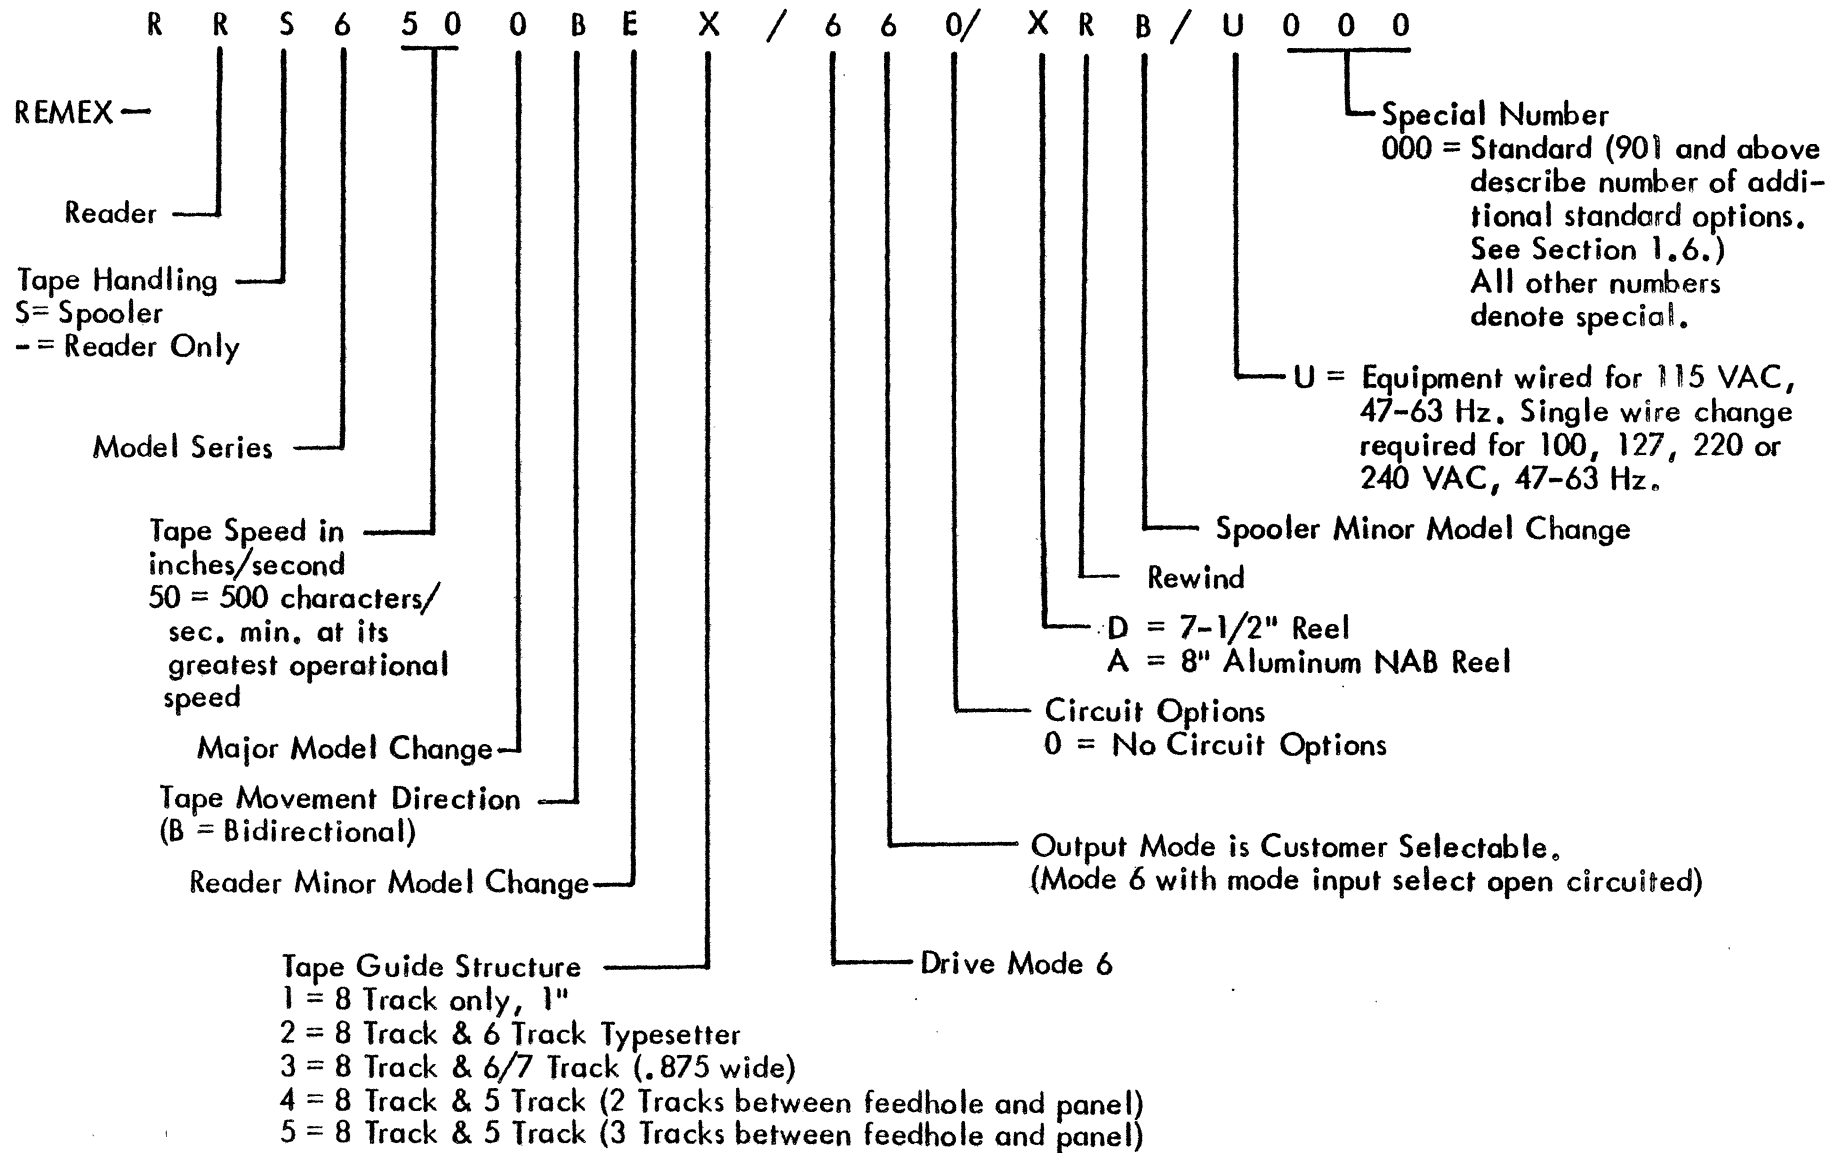 R R S 6 5 0 0 B E X / 6 6 0/ X R B / U 0 0 0
REMEX
Reader
Tape Handling
S= Spooler
- = Reader Only
Model Series
Tape Speed in
inches/second
50 = 500 characters/
sec. min. at its
greatest operational
speed
Major Model Change
Tape Movement Direction
(B = Bidirectional)
Reader Minor Model Change
Tape Guide Structure
1 = 8 Track only, 1"
2 = 8 Track & 6 Track Typesetter
3 = 8 Track & 6/7 Track (.875 wide)
4 = 8 Track & 5 Track (2 Tracks between feedhole and panel)
5 = 8 Track & 5 Track (3 Tracks between feedhole and panel)
Special Number
000 = Standard (901 and above
describe number of addi-
tional standard options.
See Section 1.6.)
All other numbers
denote special.
U = Equipment wired for 115 VAC,
47-63 Hz. Single wire change
required for 100, 127, 220 or
240 VAC, 47-63 Hz.
Spooler Minor Model Change
Rewind
D = 7-1/2" Reel
A = 8" Aluminum NAB Reel
Circuit Options
0 = No Circuit Options
Output Mode is Customer Selectable.
(Mode 6 with mode input select open circuited)
Drive Mode 6